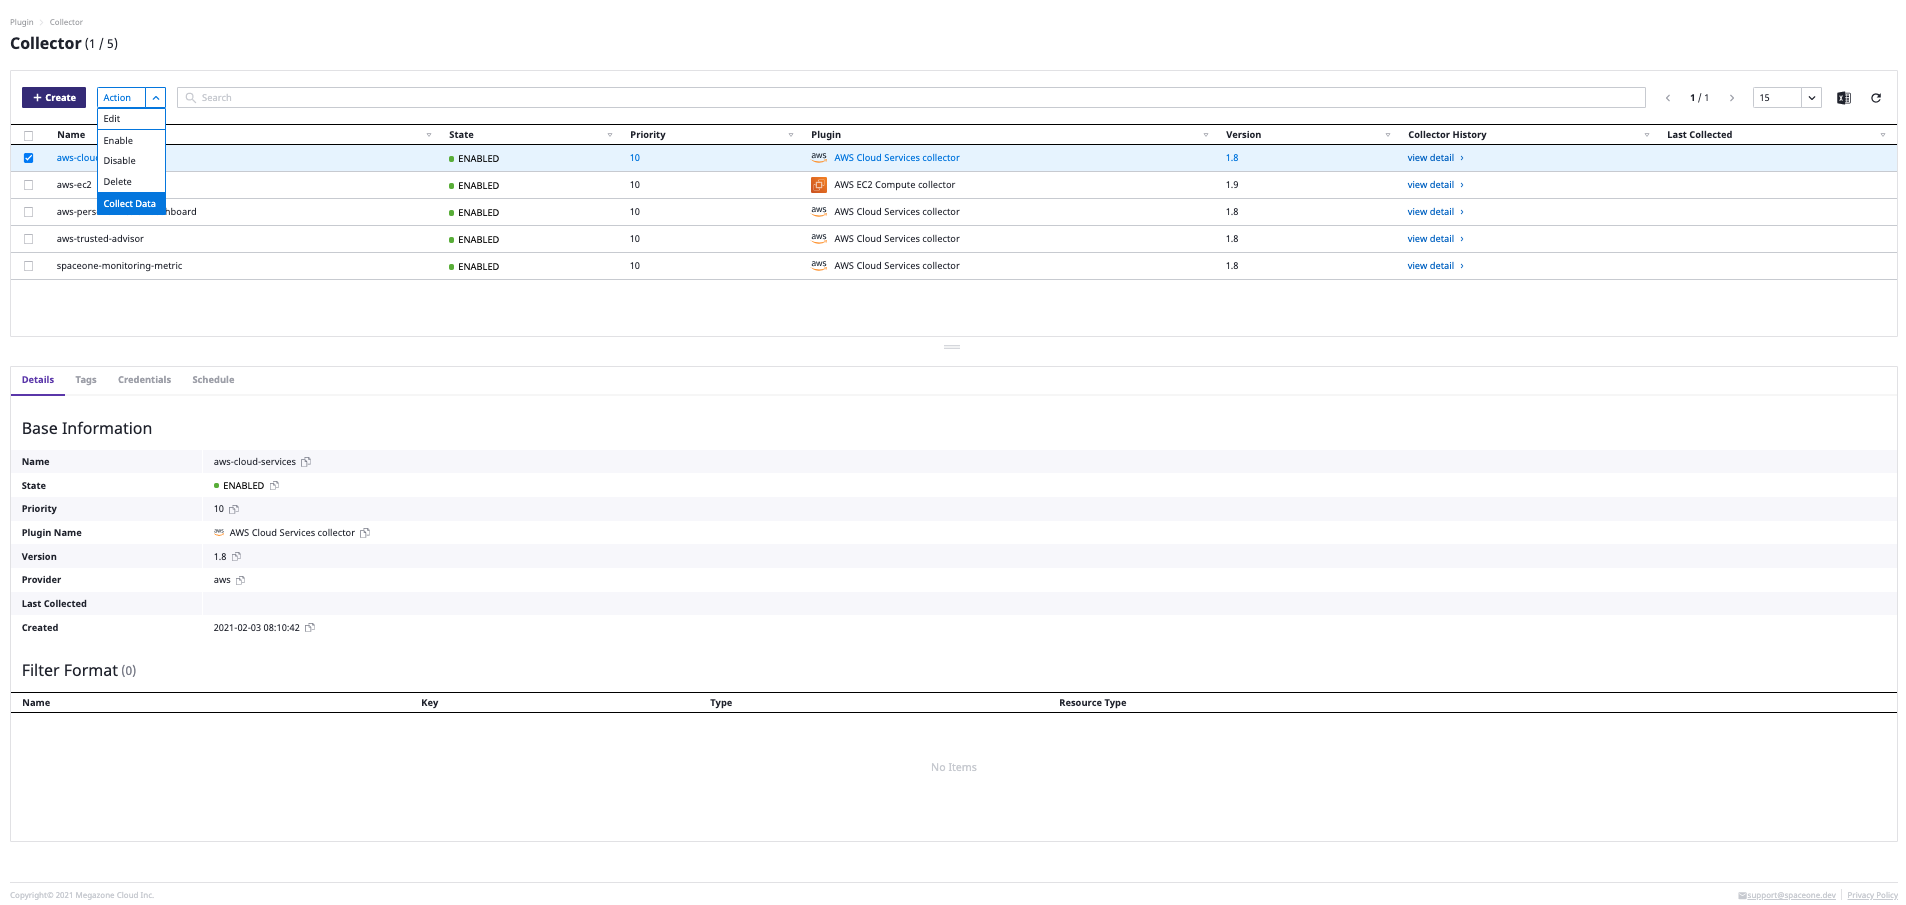 Plugin > Collector
Collector (1 / 5)
+ Create Action Search 1 / 1 15
Edit
Enable
Disable
Delete
Collect Data
Name State Priority Plugin Version Collector History Last Collected
aws-clou ENABLED 10 aws AWS Cloud Services collector 1.8 view detail ›
aws-ec2 ENABLED 10 AWS EC2 Compute collector 1.9 view detail ›
aws-pers hboard ENABLED 10 aws AWS Cloud Services collector 1.8 view detail ›
aws-trusted-advisor ENABLED 10 aws AWS Cloud Services collector 1.8 view detail ›
spaceone-monitoring-metric ENABLED 10 aws AWS Cloud Services collector 1.8 view detail ›
Details Tags Credentials Schedule
Base Information
Name aws-cloud-services
State ENABLED
Priority 10
Plugin Name aws AWS Cloud Services collector
Version 1.8
Provider aws
Last Collected
Created 2021-02-03 08:10:42
Filter Format (0)
Name Key Type Resource Type
No Items
Copyright© 2021 Megazone Cloud Inc. support@spaceone.dev | Privacy Policy